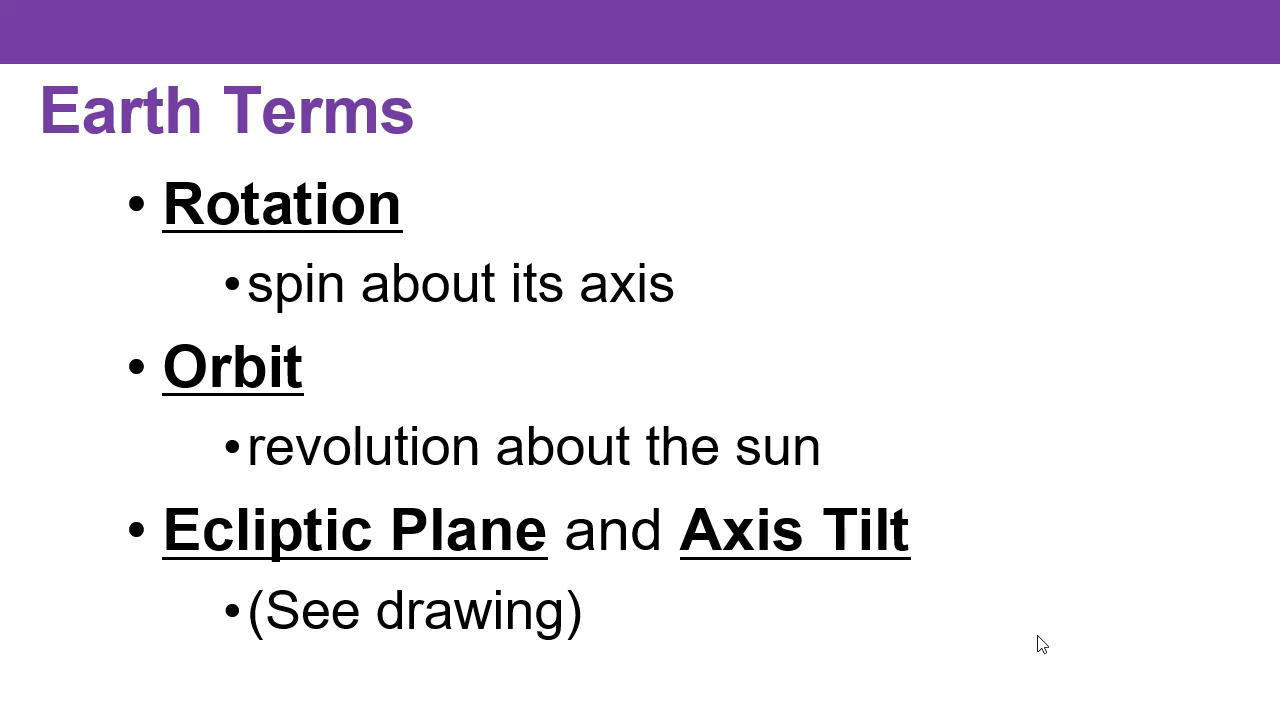 Earth Terms
• Rotation
• spin about its axis
• Orbit
• revolution about the sun
• Ecliptic Plane and Axis Tilt
• (See drawing)